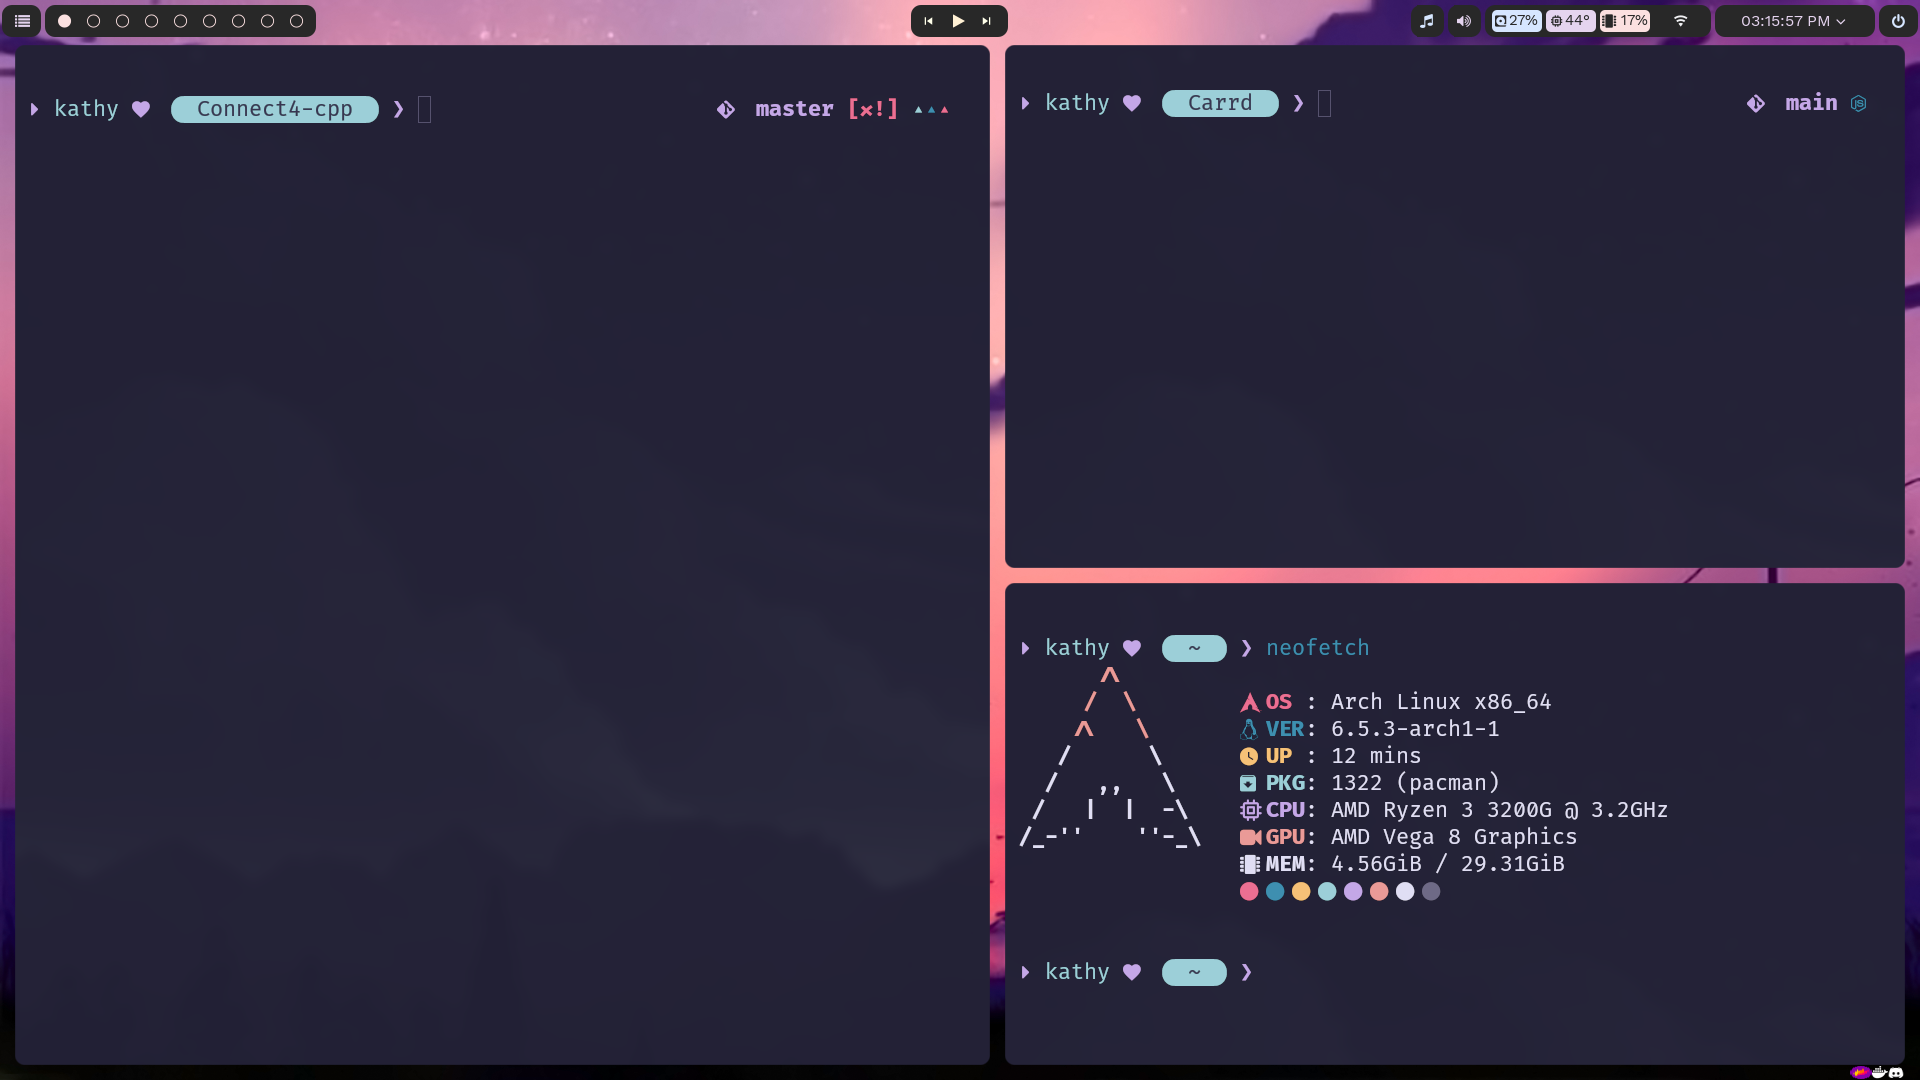 27% 44° 17% 03:15:57 PM
kathy Connect4-cpp ❯ master [×!]
kathy Carrd ❯ main
kathy ~ ❯ neofetch
OS : Arch Linux x86_64
VER: 6.5.3-arch1-1
UP : 12 mins
PKG: 1322 (pacman)
CPU: AMD Ryzen 3 3200G @ 3.2GHz
GPU: AMD Vega 8 Graphics
MEM: 4.56GiB / 29.31GiB
kathy ~ ❯